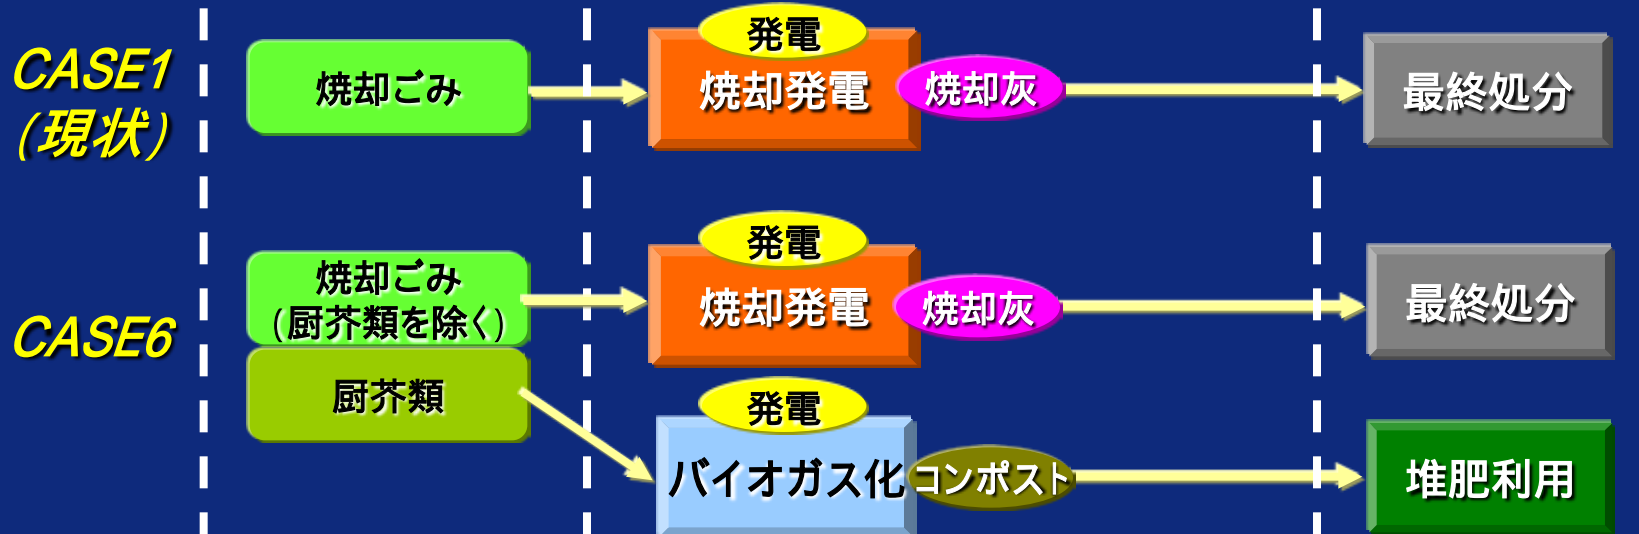 CASE1
(現状)
焼却ごみ
発電
焼却発電
焼却灰
最終処分
CASE6
焼却ごみ
(厨芥類を除く)
厨芥類
発電
焼却発電
焼却灰
最終処分
発電
バイオガス化
コンポスト
堆肥利用